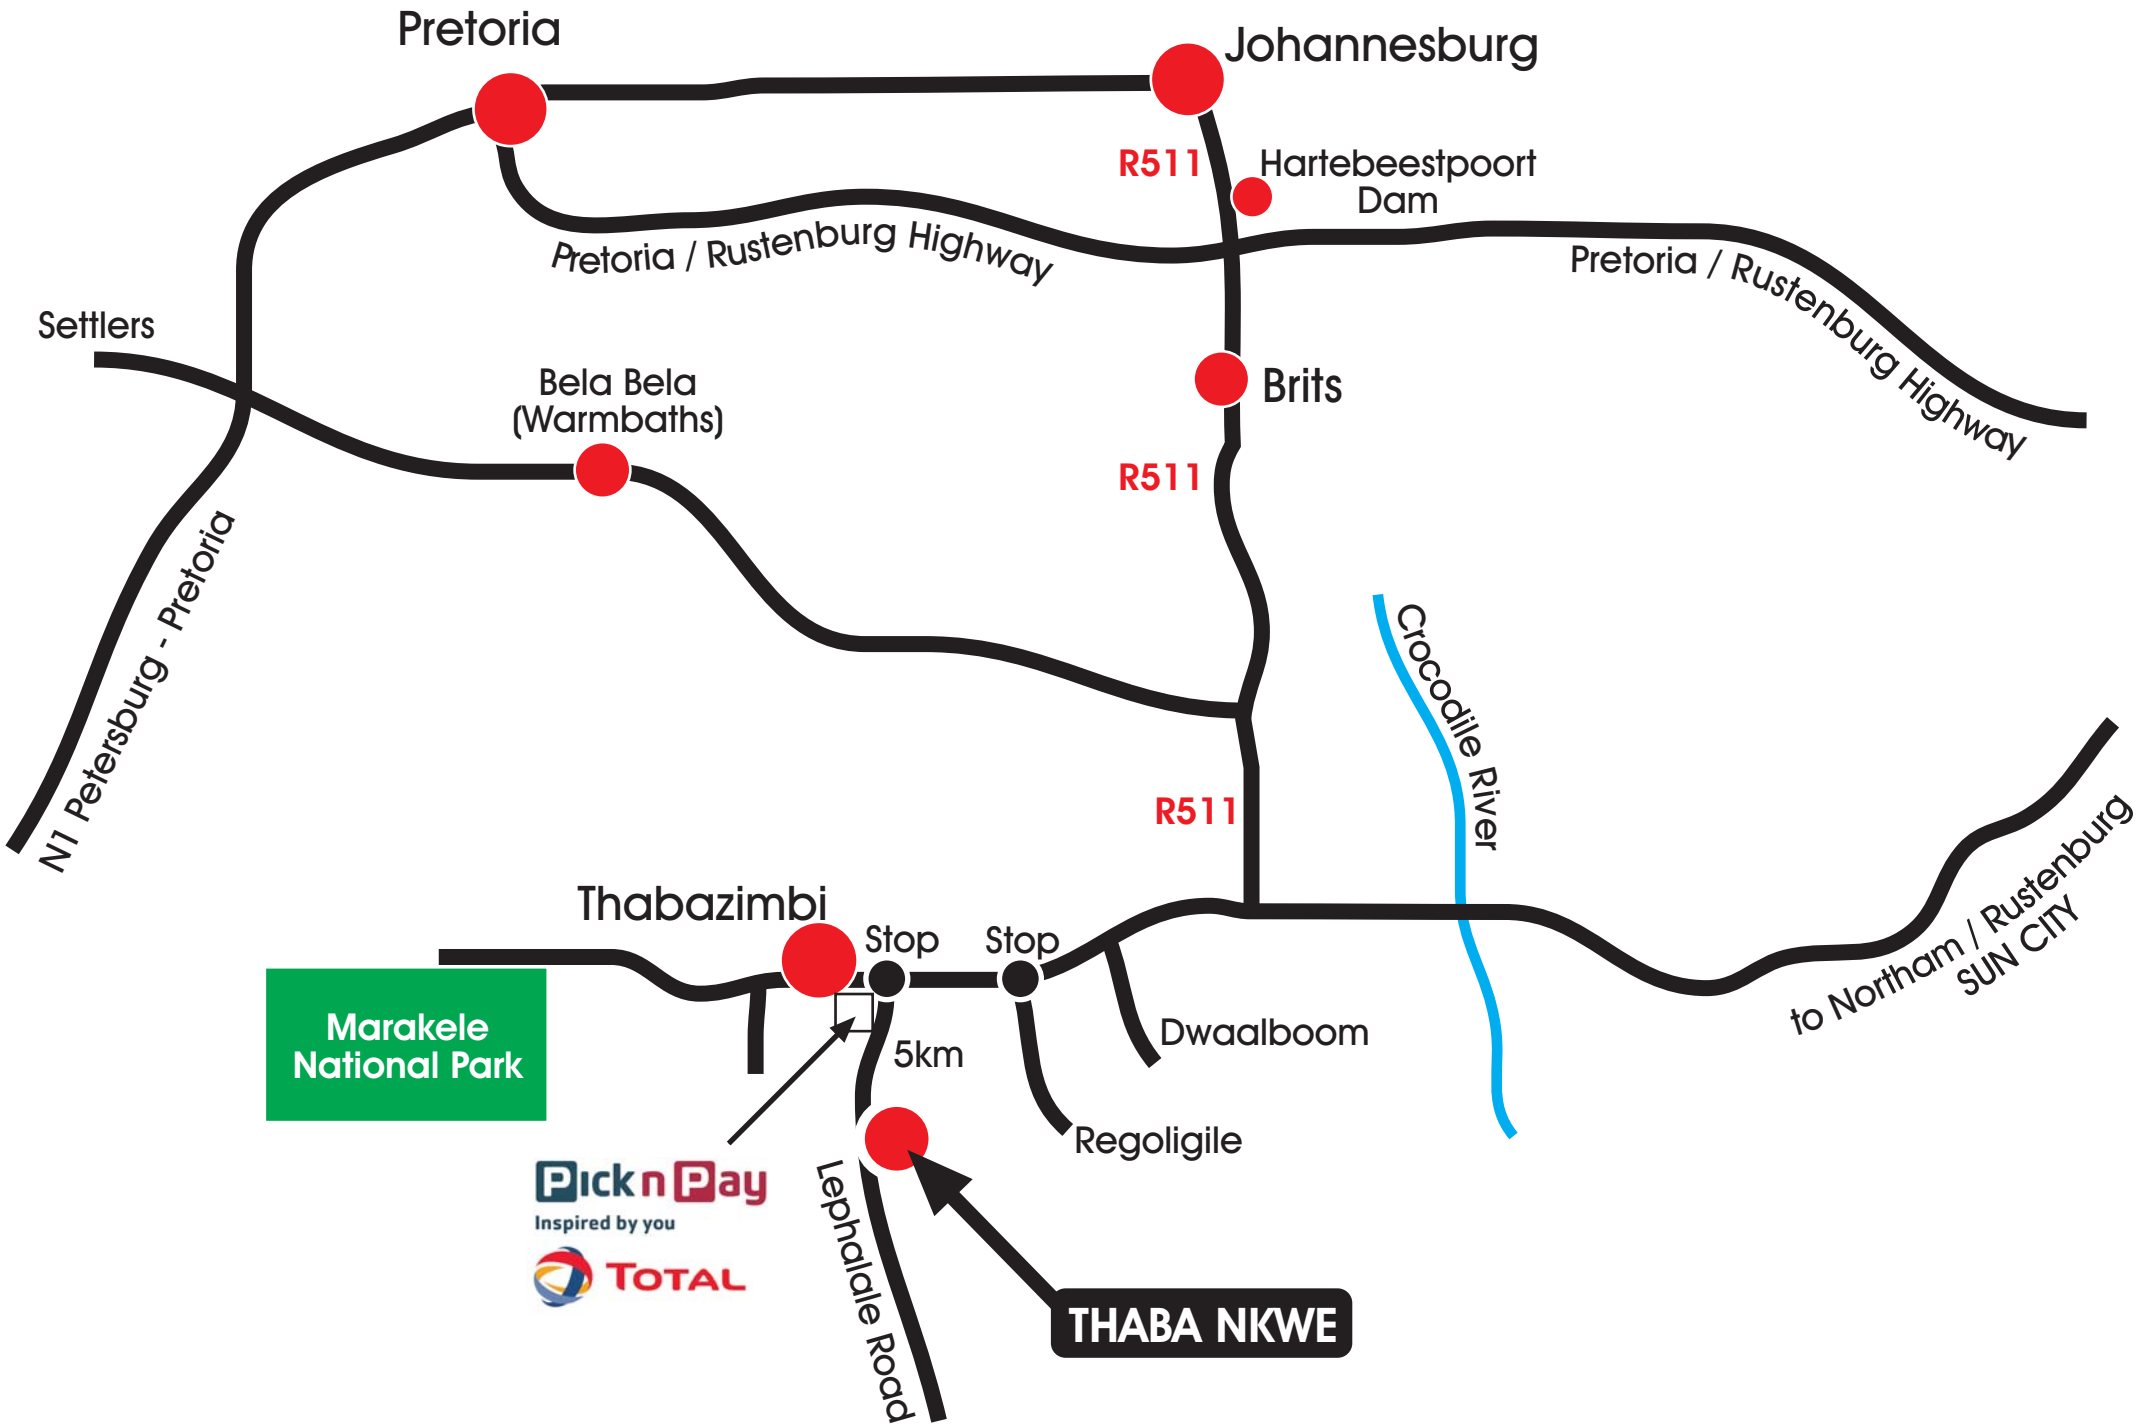 Pretoria
Johannesburg
R511
Hartebeestpoort
Dam
Pretoria / Rustenburg Highway
Pretoria / Rustenburg Highway
Settlers
Bela Bela
(Warmbaths)
Brits
R511
N1 Petersburg - Pretoria
Crocodile River
R511
to Northam / Rustenburg
SUN CITY
Thabazimbi
Stop
Stop
Marakele
National Park
5km
Dwaalboom
Regoligile
Pick n Pay
Inspired by you
TOTAL
Lephalale Road
THABA NKWE